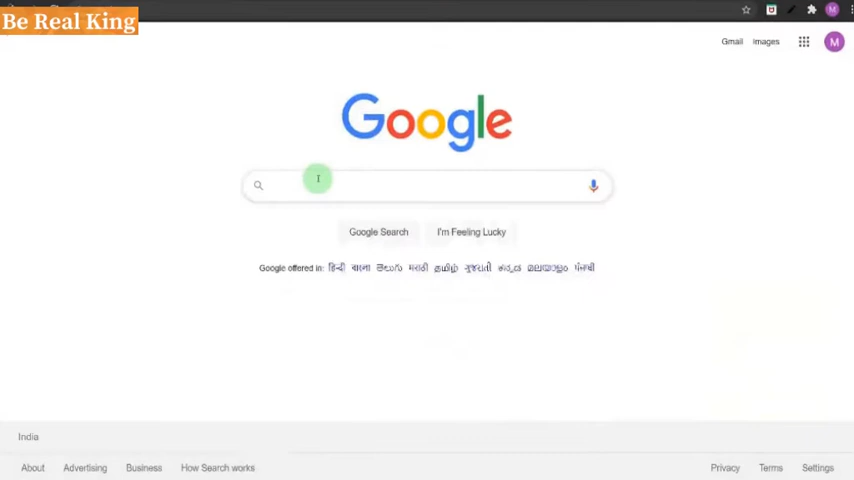 Be Real King
M
Gmail Images M
Google
Google Search I'm Feeling Lucky
Google offered in: हिन्दी বাংলা తెలుగు मराठी தமிழ் ગુજરાતી ಕನ್ನಡ മലയാളം ਪੰਜਾਬੀ
India
About Advertising Business How Search works Privacy Terms Settings